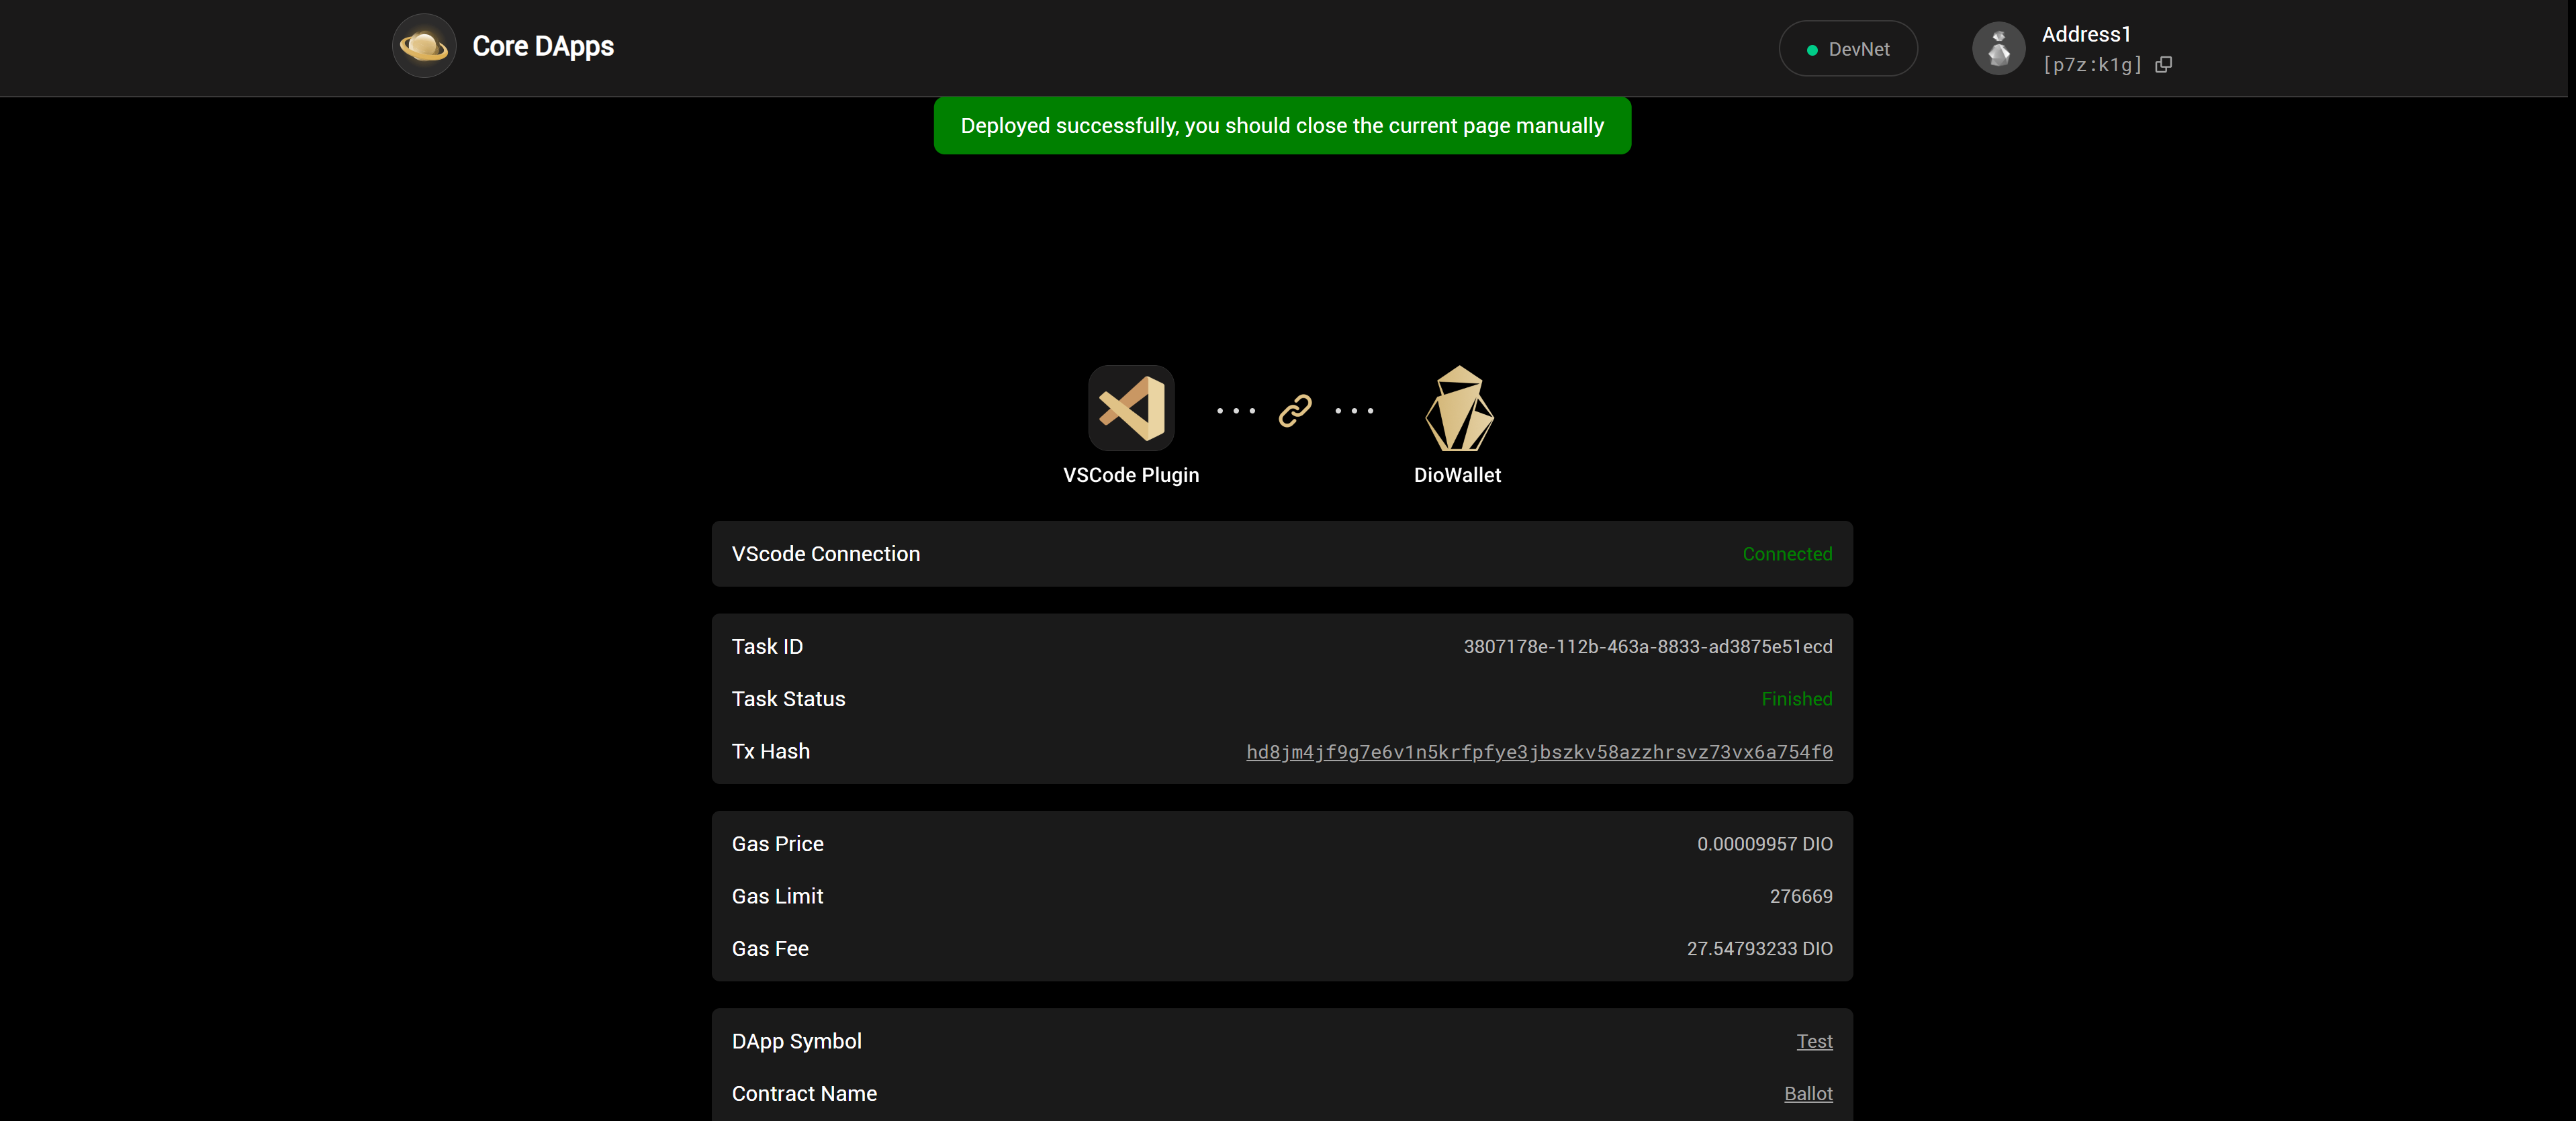 Core DApps
DevNet
Address1
[p7z:k1g]
Deployed successfully, you should close the current page manually
VSCode Plugin
DioWallet
VScode Connection Connected
Task ID 3807178e-112b-463a-8833-ad3875e51ecd
Task Status Finished
Tx Hash hd8jm4jf9g7e6v1n5krfpfye3jbszkv58azzhrsvz73vx6a754f0
Gas Price 0.00009957 DIO
Gas Limit 276669
Gas Fee 27.54793233 DIO
DApp Symbol Test
Contract Name Ballot